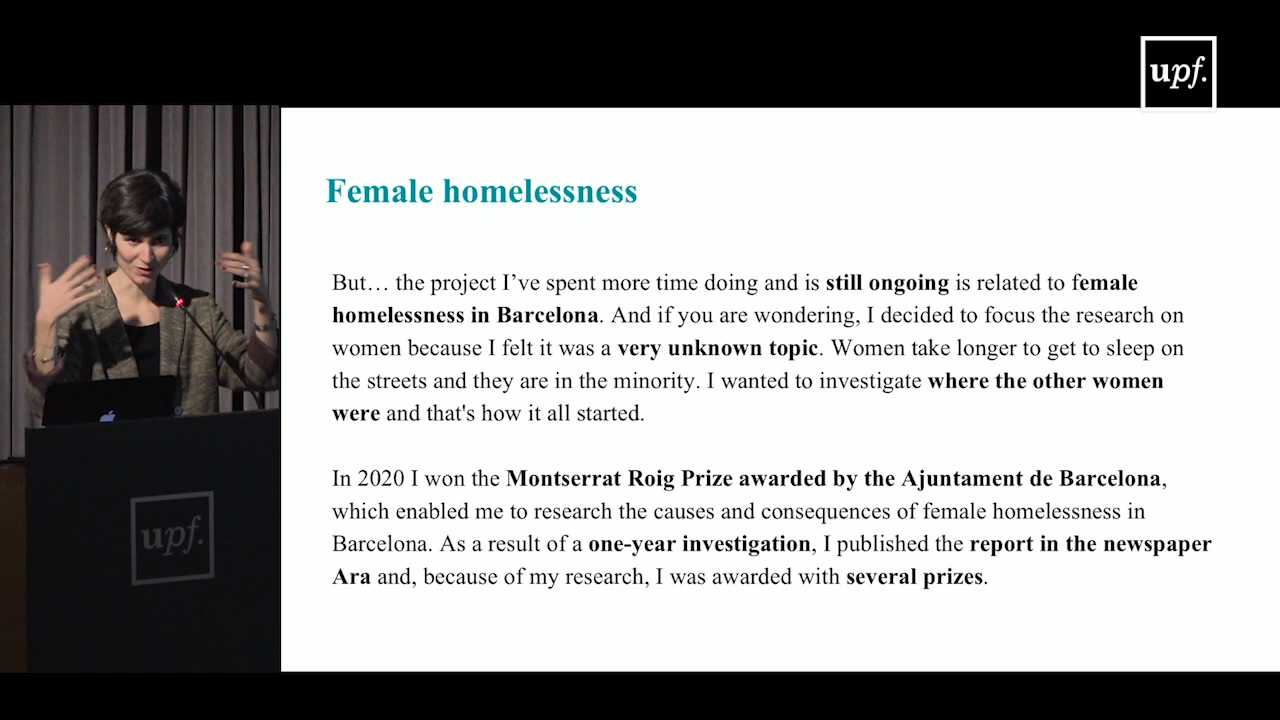 upf.
Female homelessness
But… the project I’ve spent more time doing and is still ongoing is related to female
homelessness in Barcelona. And if you are wondering, I decided to focus the research on
women because I felt it was a very unknown topic. Women take longer to get to sleep on
the streets and they are in the minority. I wanted to investigate where the other women
were and that's how it all started.
In 2020 I won the Montserrat Roig Prize awarded by the Ajuntament de Barcelona,
which enabled me to research the causes and consequences of female homelessness in
Barcelona. As a result of a one-year investigation, I published the report in the newspaper
Ara and, because of my research, I was awarded with several prizes.
upf.